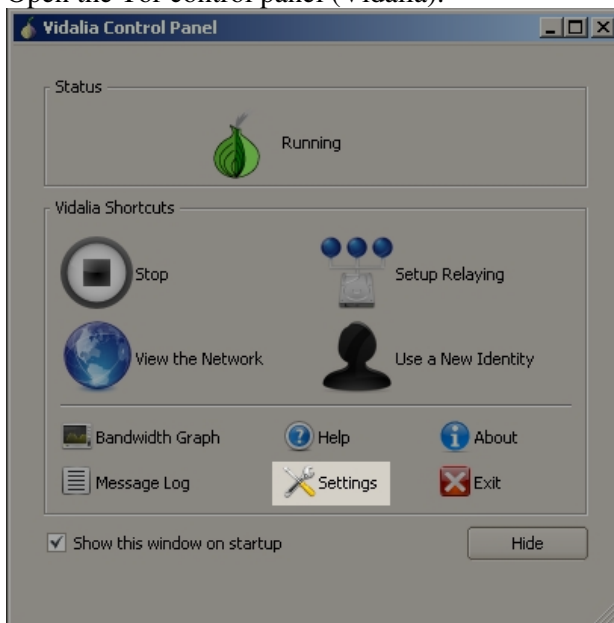 Open the Tor control panel (Vidalia).
Vidalia Control Panel
Status
Running
Vidalia Shortcuts
Stop
Setup Relaying
View the Network
Use a New Identity
Bandwidth Graph
Help
About
Message Log
Settings
Exit
Show this window on startup
Hide